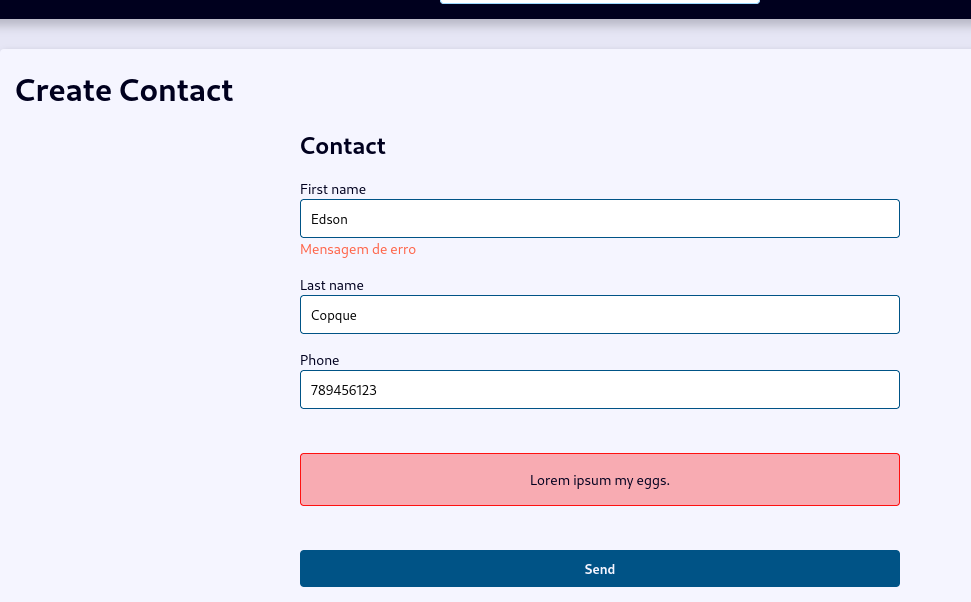 Create Contact
Contact
First name
Edson
Mensagem de erro
Last name
Copque
Phone
789456123
Lorem ipsum my eggs.
Send